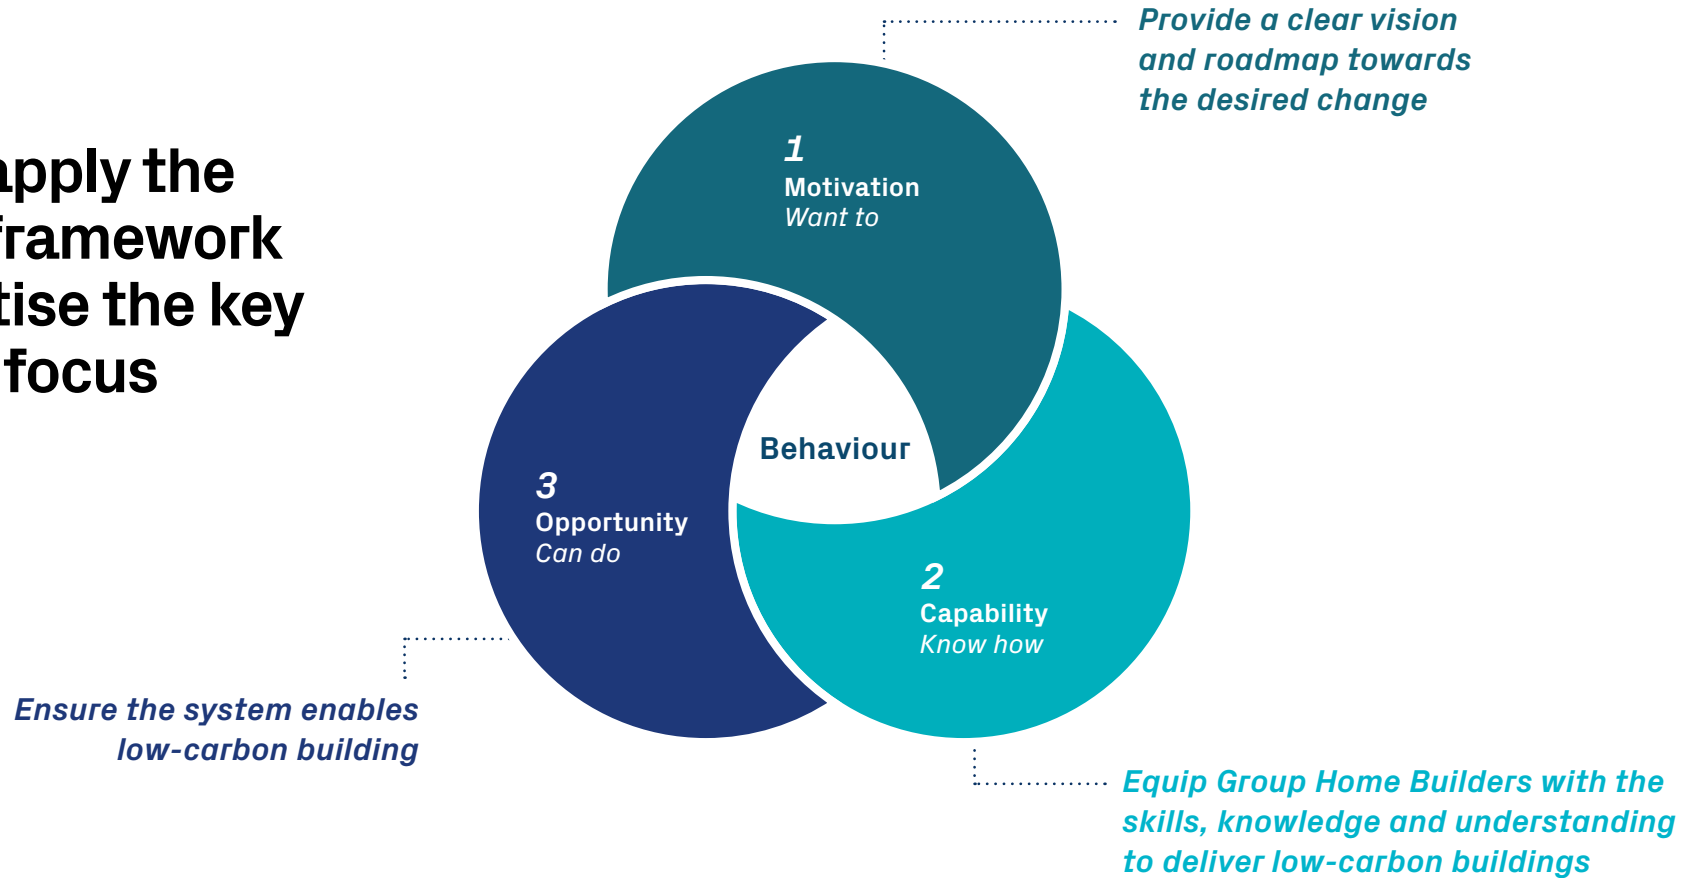 apply the
framework
tise the key
focus
Provide a clear vision
and roadmap towards
the desired change
1
Motivation
Want to
Behaviour
3
Opportunity
Can do
2
Capability
Know how
Ensure the system enables
low-carbon building
Equip Group Home Builders with the
skills, knowledge and understanding
to deliver low-carbon buildings